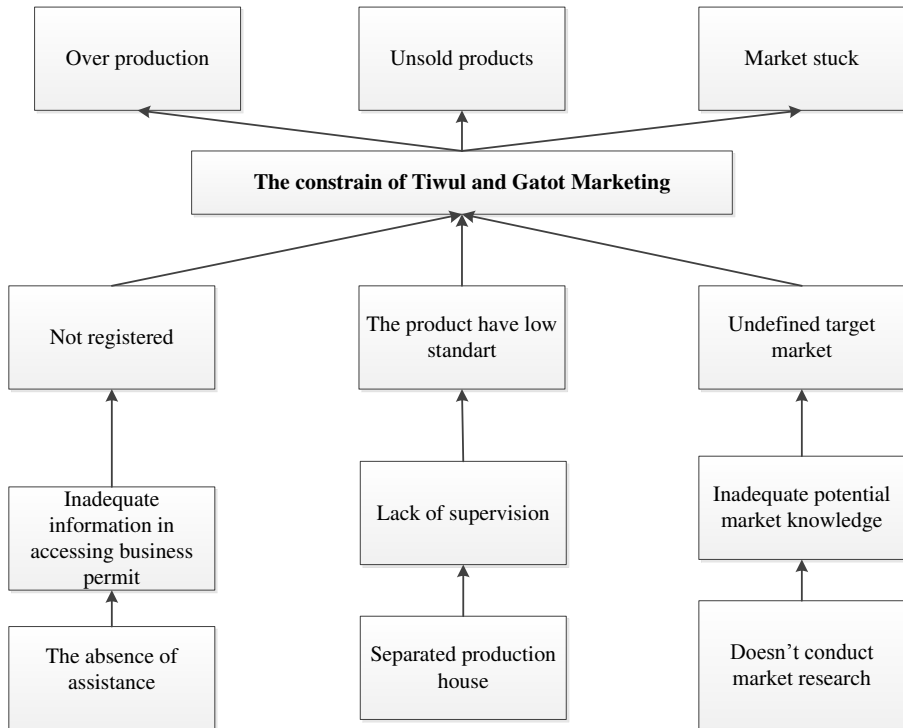 Over production
Unsold products
Market stuck
The constrain of Tiwul and Gatot Marketing
Not registered
The product have low
standart
Undefined target
market
Inadequate
information in
accessing business
permit
Lack of supervision
Inadequate potential
market knowledge
The absence of
assistance
Separated production
house
Doesn’t conduct
market research